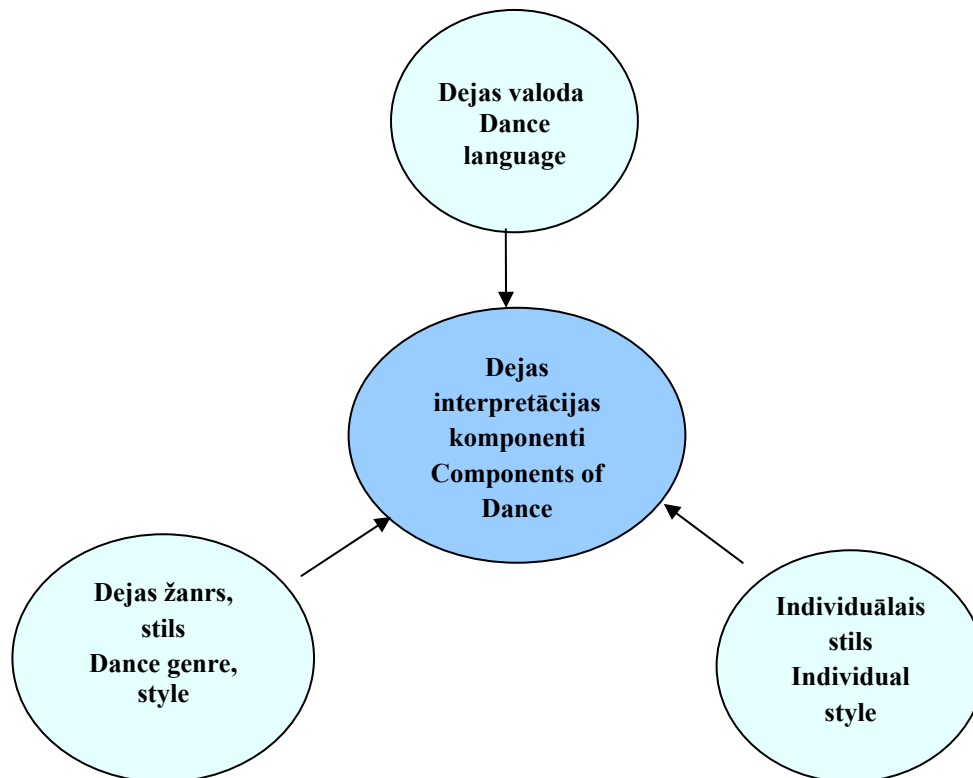 Dejas valoda
Dance
language
Dejas
interpretācijas
komponenti
Components of
Dance
Dejas žanrs,
stils
Dance genre,
style
Individuālais
stils
Individual
style